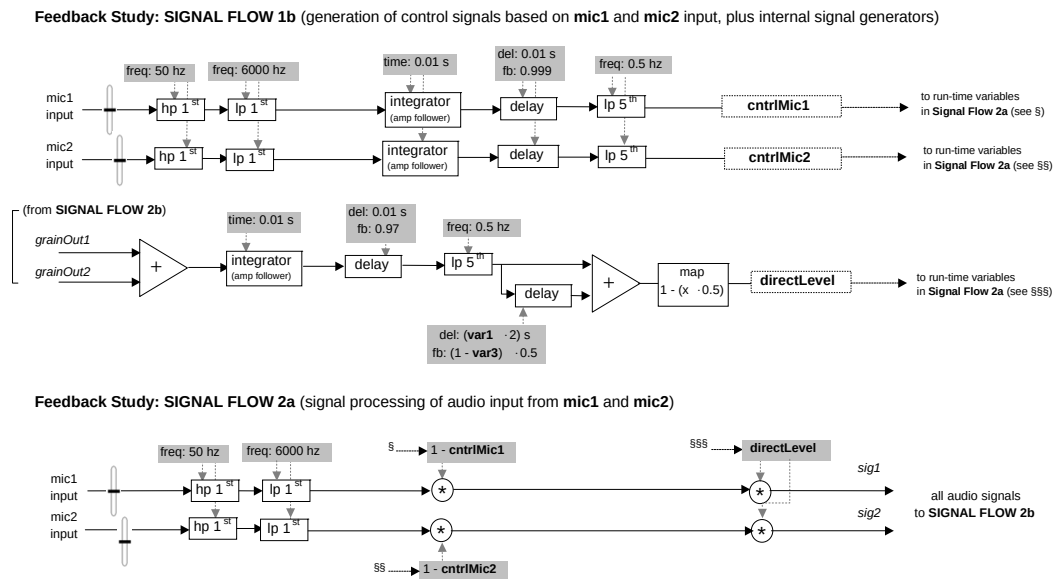 Feedback Study: SIGNAL FLOW 1b (generation of control signals based on mic1 and mic2 input, plus internal signal generators)
freq: 50 hz
freq: 6000 hz
time: 0.01 s
del: 0.01 s
fb: 0.999
freq: 0.5 hz
mic1
input
hp 1st
lp 1st
integrator
(amp follower)
delay
lp 5th
cntrlMic1
to run-time variables
in Signal Flow 2a (see §)
mic2
input
hp 1st
lp 1st
integrator
(amp follower)
delay
lp 5th
cntrlMic2
to run-time variables
in Signal Flow 2a (see §§)
(from SIGNAL FLOW 2b)
time: 0.01 s
del: 0.01 s
fb: 0.97
freq: 0.5 hz
grainOut1
grainOut2
+
integrator
(amp follower)
delay
lp 5th
delay
+
map
1 - (x · 0.5)
directLevel
to run-time variables
in Signal Flow 2a (see §§§)
del: (var1 · 2) s
fb: (1 - var3) · 0.5
Feedback Study: SIGNAL FLOW 2a (signal processing of audio input from mic1 and mic2)
freq: 50 hz
freq: 6000 hz
§
1 - cntrlMic1
§§§
directLevel
mic1
input
hp 1st
lp 1st
*
*
sig1
mic2
input
hp 1st
lp 1st
*
*
sig2
all audio signals
to SIGNAL FLOW 2b
§§
1 - cntrlMic2